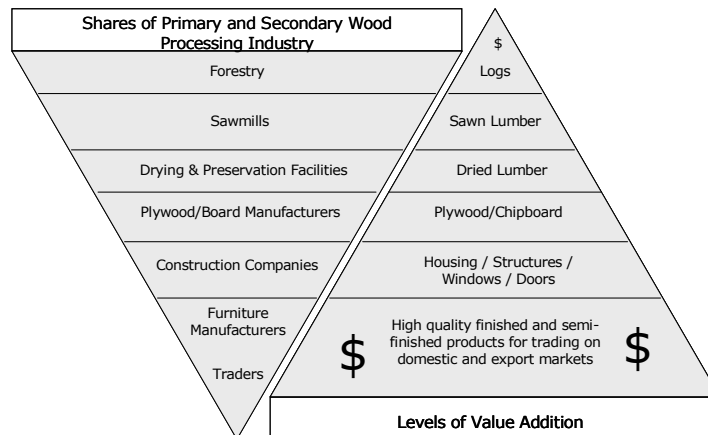 Shares of Primary and Secondary Wood
Processing Industry
Forestry
Sawmills
Drying & Preservation Facilities
Plywood/Board Manufacturers
Construction Companies
Furniture
Manufacturers
Traders
$
Logs
Sawn Lumber
Dried Lumber
Plywood/Chipboard
Housing / Structures /
Windows / Doors
$
High quality finished and semi-
finished products for trading on
domestic and export markets
$
Levels of Value Addition